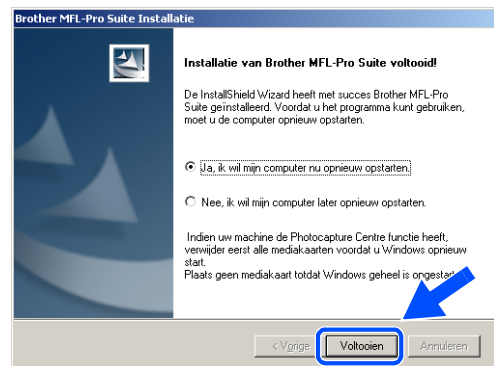 Brother MFL-Pro Suite Installatie
Installatie van Brother MFL-Pro Suite voltooid!
De InstallShield Wizard heeft met succes Brother MFL-Pro
Suite geïnstalleerd. Voordat u het programma kunt gebruiken,
moet u de computer opnieuw opstarten.
Ja, ik wil mijn computer nu opnieuw opstarten.
Nee, ik wil mijn computer later opnieuw opstarten.
Indien uw machine de Photocapture Centre functie heeft,
verwijder eerst alle mediakaarten voordat u Windows opnieuw
start.
Plaats geen mediakaart totdat Windows geheel is
< Vorige Voltooien Annuleren